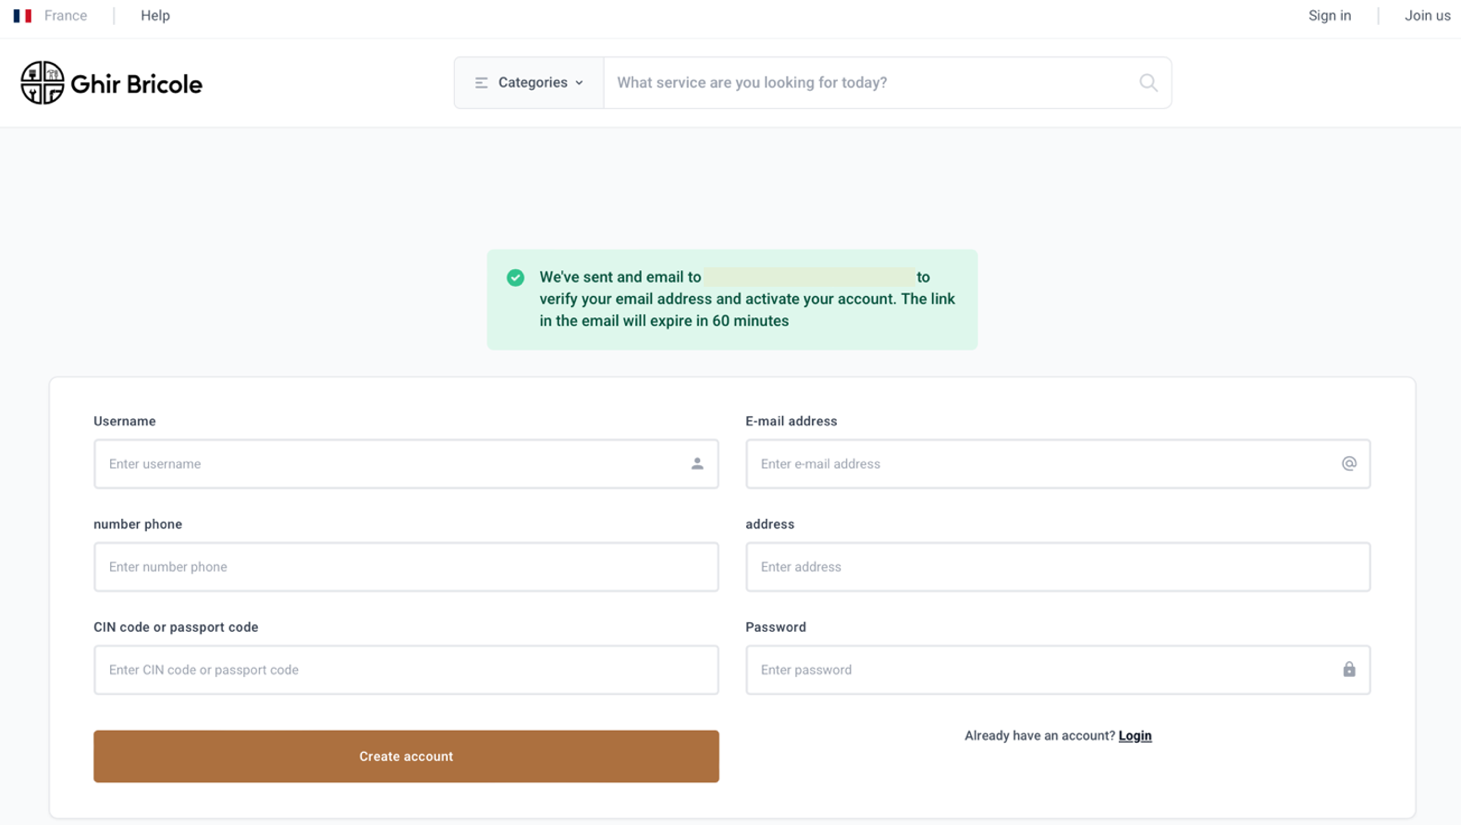 France
Help
Sign in
Join us
Ghir Bricole
Categories
What service are you looking for today?
We've sent and email to to
verify your email address and activate your account. The link
in the email will expire in 60 minutes
Username
E-mail address
Enter username
Enter e-mail address
@
number phone
address
Enter number phone
Enter address
CIN code or passport code
Password
Enter CIN code or passport code
Enter password
Create account
Already have an account? Login